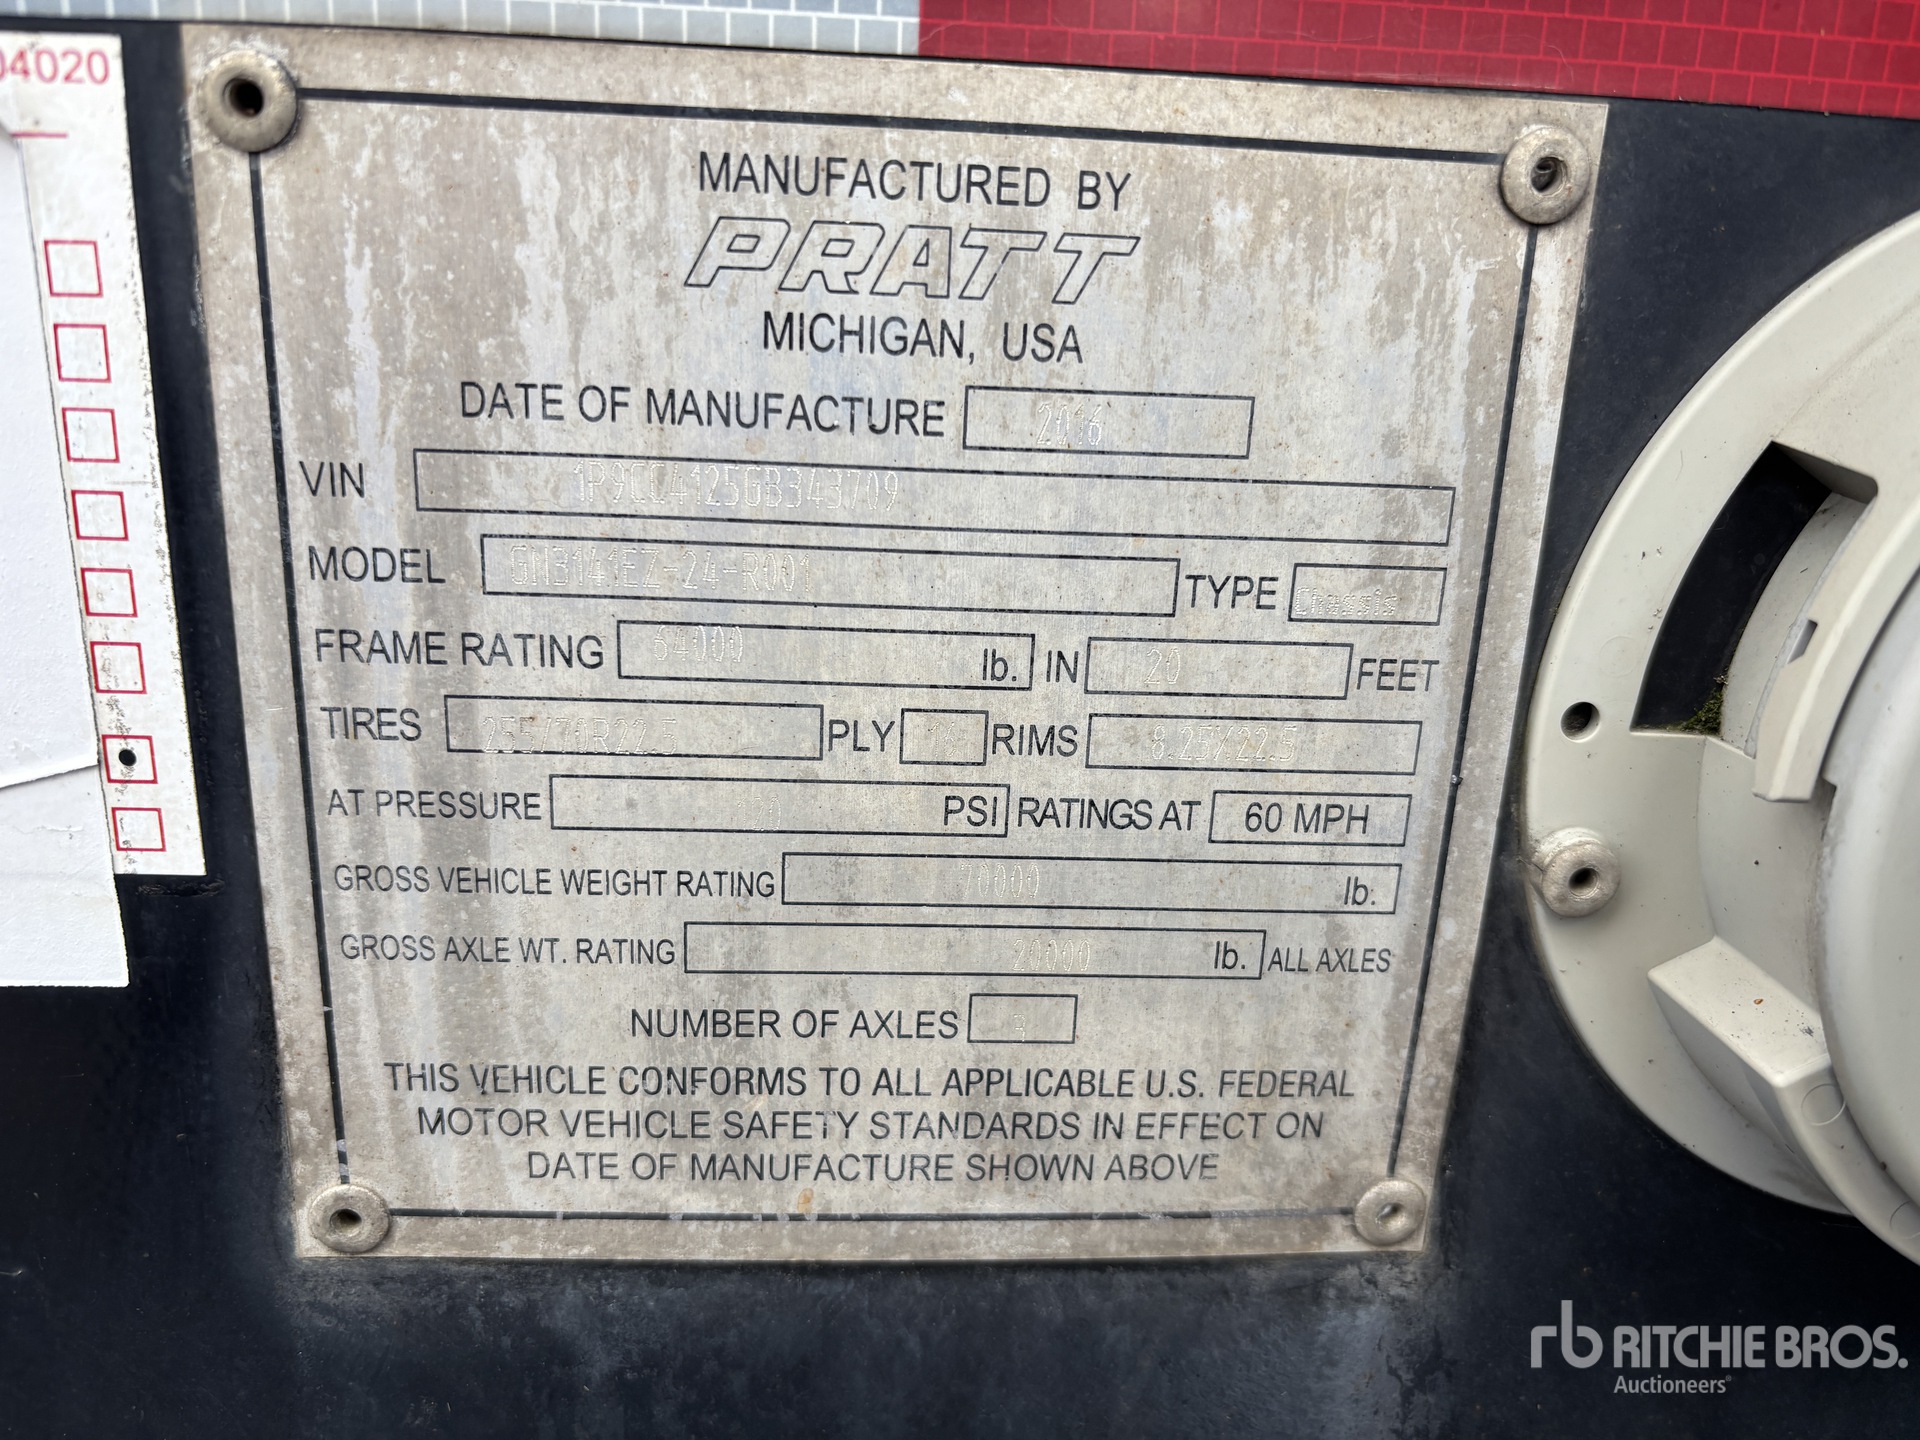 04020
MANUFACTURED BY
PRATT
MICHIGAN, USA
DATE OF MANUFACTURE 2016
VIN 1P9CC4125GB343709
MODEL GN3141EZ-24-R001 TYPE Chassis
FRAME RATING 64000 lb. IN 20 FEET
TIRES 255/70R22.5 PLY 16 RIMS 8.25X22.5
AT PRESSURE PSI RATINGS AT 60 MPH
GROSS VEHICLE WEIGHT RATING 70000 lb.
GROSS AXLE WT. RATING 20000 lb. ALL AXLES
NUMBER OF AXLES 3
THIS VEHICLE CONFORMS TO ALL APPLICABLE U.S. FEDERAL
MOTOR VEHICLE SAFETY STANDARDS IN EFFECT ON
DATE OF MANUFACTURE SHOWN ABOVE
rb RITCHIE BROS.
Auctioneers